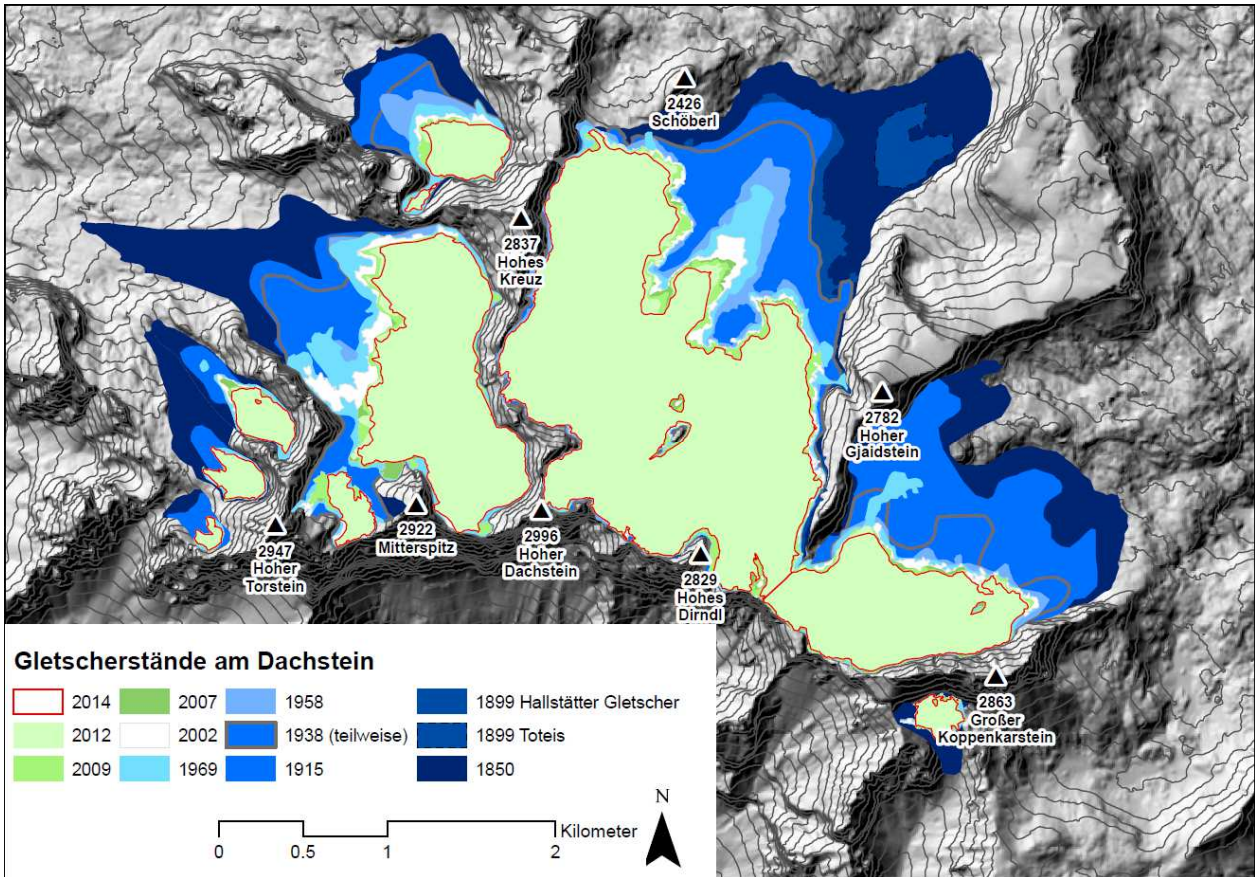 2426
Schöberl
2837
Hohes
Kreuz
2782
Hoher
Gjaidstein
2947
Hoher
Torstein
2922
Mitterspitz
2996
Hoher
Dachstein
2829
Hohes
Dirndl
2863
Großer
Koppenkarstein
Gletscherstände am Dachstein
2014
2007
1958
1899 Hallstätter Gletscher
2012
2002
1938 (teilweise)
1899 Toteis
2009
1969
1915
1850
N
Kilometer
0 0.5 1 2